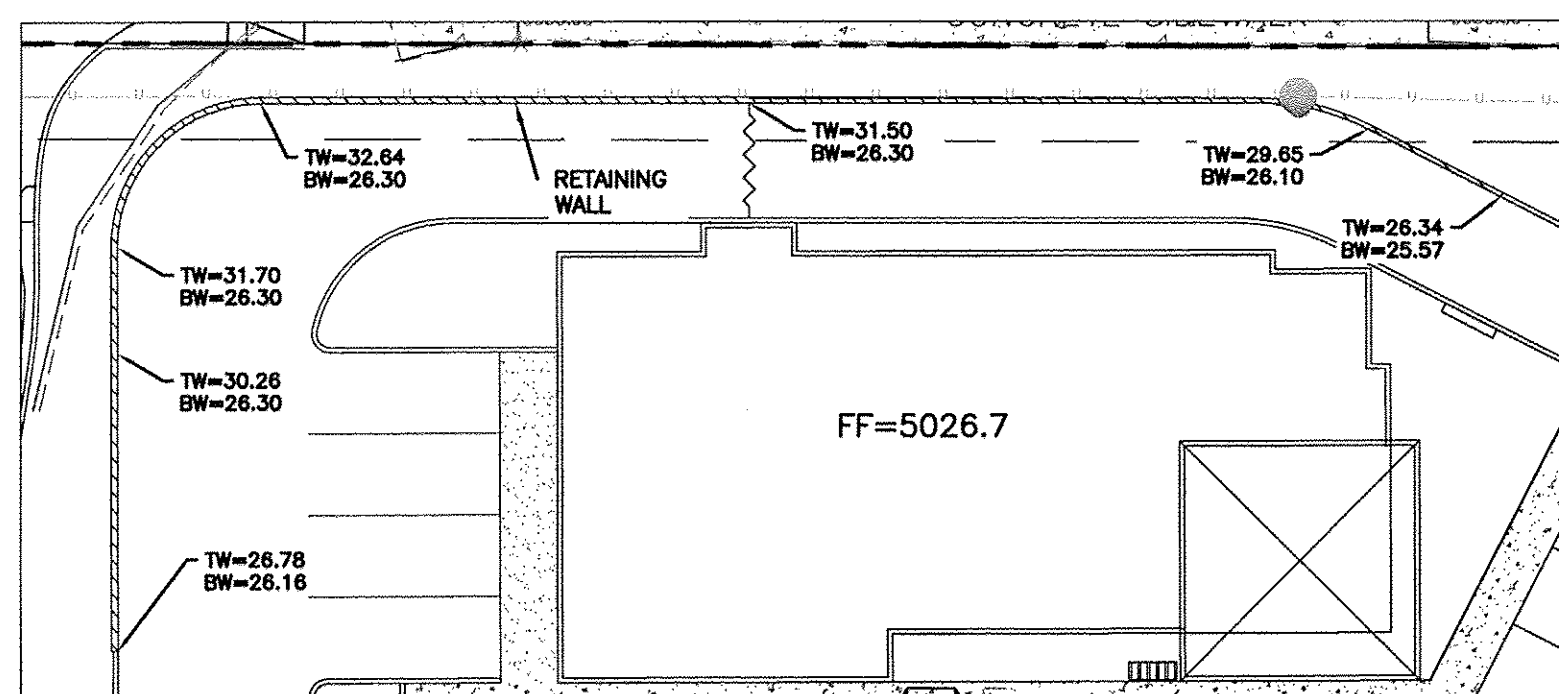 TW=32.64
BW=26.30
RETAINING
WALL
TW=31.50
BW=26.30
TW=29.65
BW=26.10
TW=26.34
BW=25.57
TW=31.70
BW=26.30
TW=30.26
BW=26.30
FF=5026.7
TW=26.78
BW=26.16